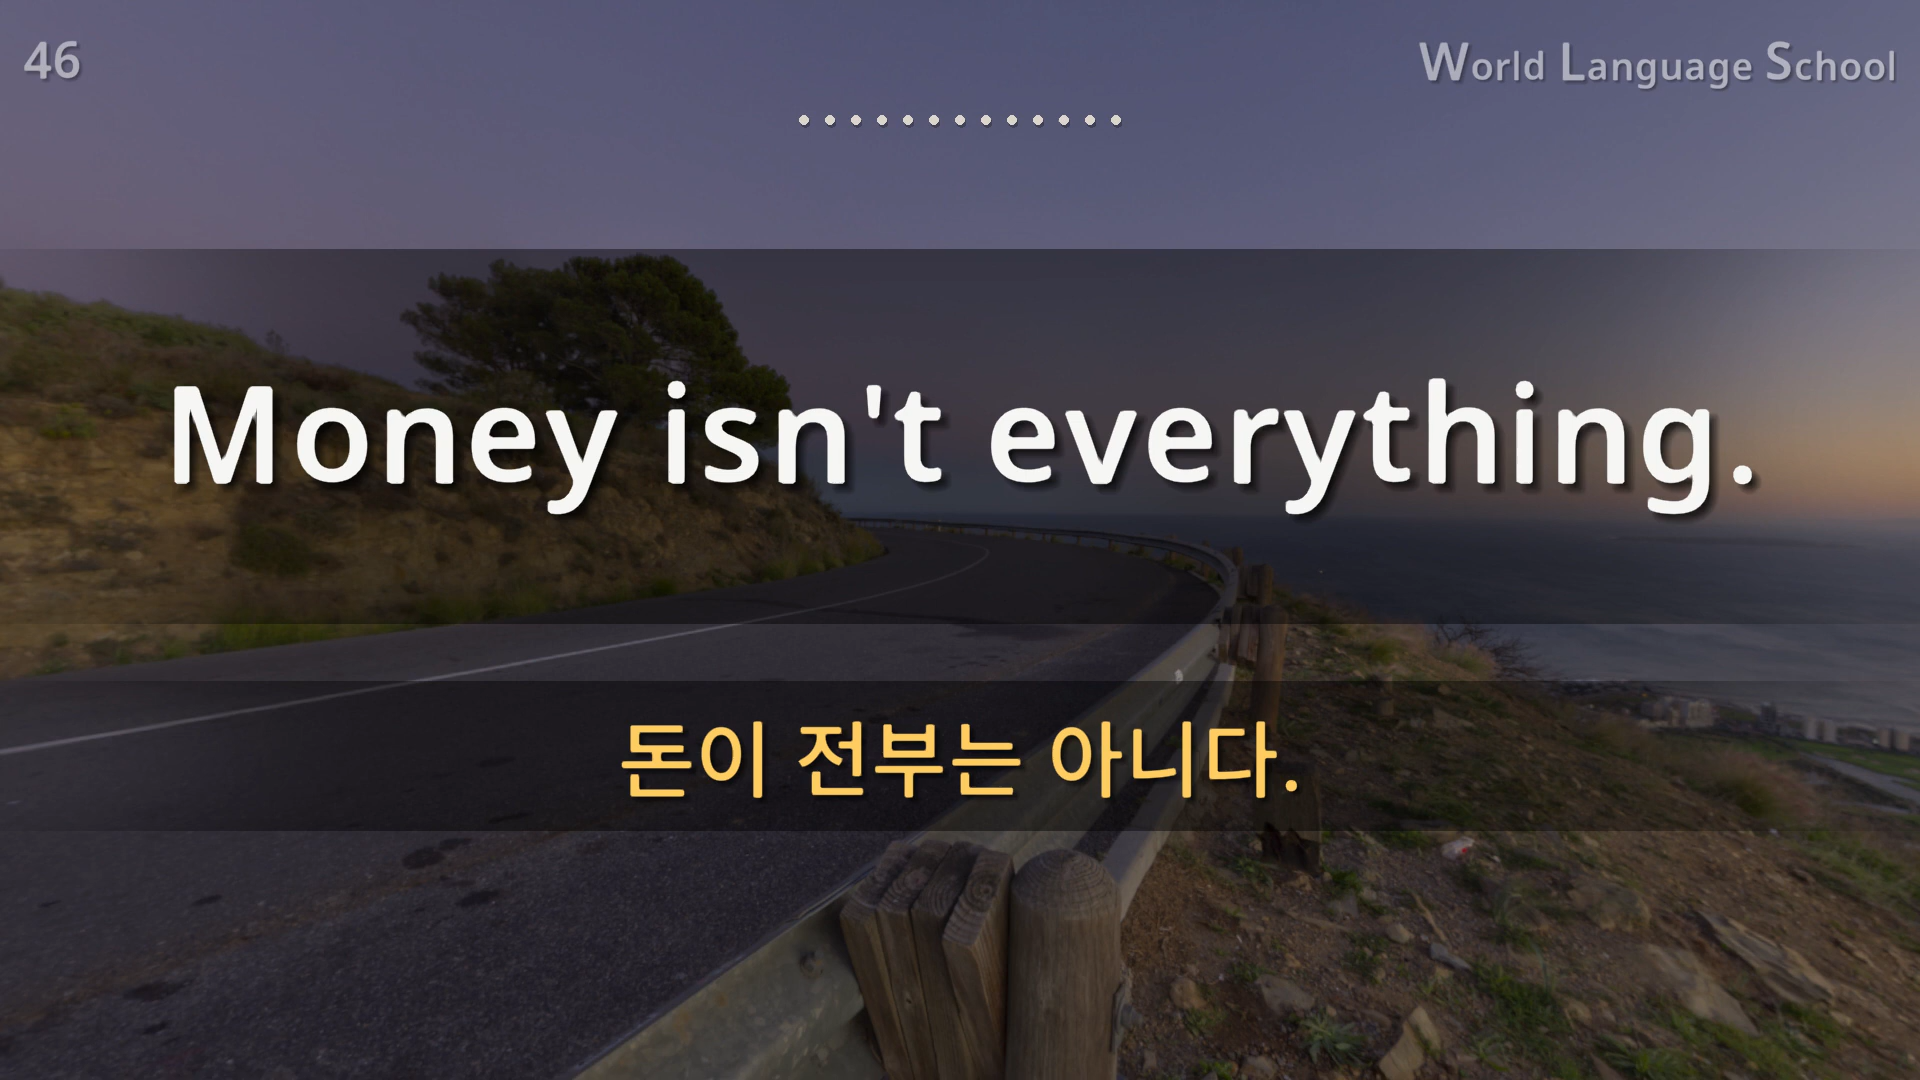 46
World Language School
Money isn't everything.
돈이 전부는 아니다.